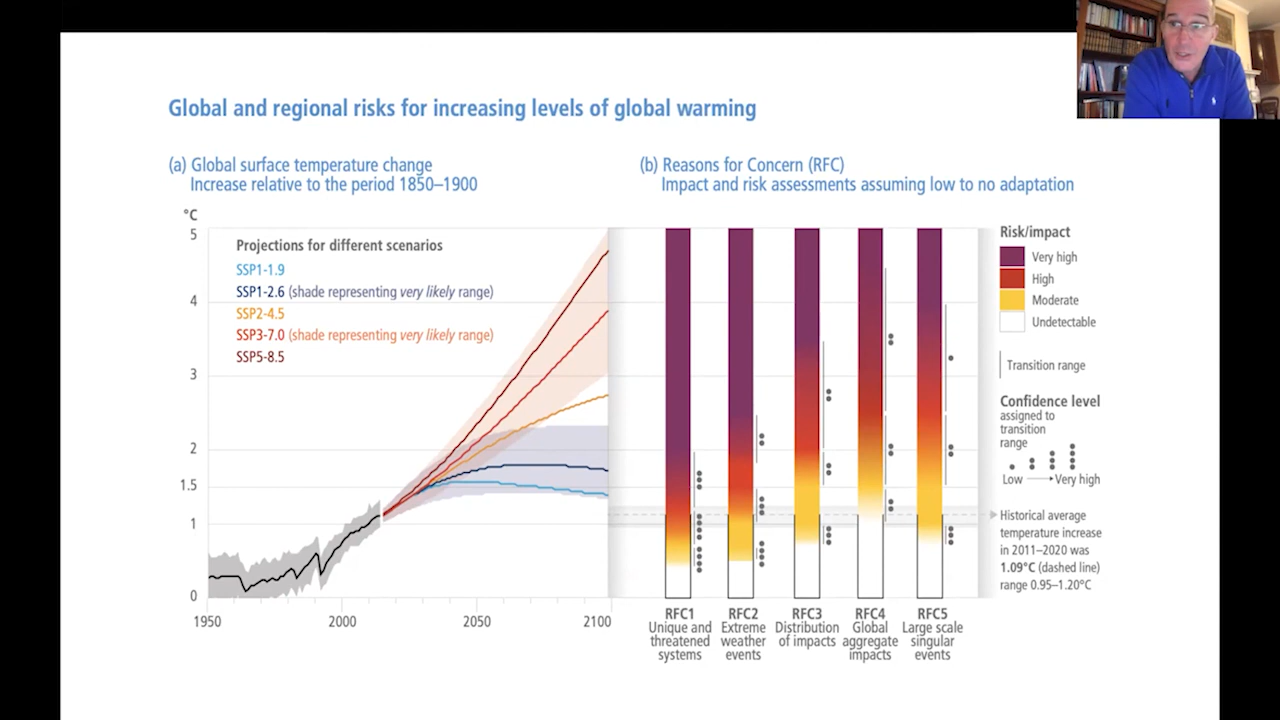 Global and regional risks for increasing levels of global warming
(a) Global surface temperature change
Increase relative to the period 1850–1900
°C
5
4
3
2
1.5
1
0
Projections for different scenarios
SSP1-1.9
SSP1-2.6 (shade representing very likely range)
SSP2-4.5
SSP3-7.0 (shade representing very likely range)
SSP5-8.5
1950
2000
2050
2100
(b) Reasons for Concern (RFC)
Impact and risk assessments assuming low to no adaptation
RFC1
Unique and
threatened
systems
RFC2
Extreme
weather
events
RFC3
Distribution
of impacts
RFC4
Global
aggregate
impacts
RFC5
Large scale
singular
events
Risk/impact
Very high
High
Moderate
Undetectable
Transition range
Confidence level
assigned to
transition
range
Low
Very high
Historical average
temperature increase
in 2011–2020 was
1.09°C (dashed line)
range 0.95–1.20°C